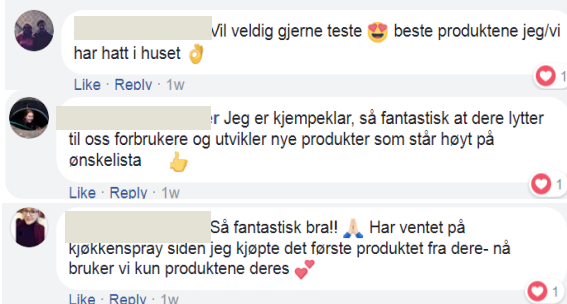 Vil veldig gjerne teste 😍 beste produktene jeg/vi
har hatt i huset 👌
Like · Reply · 1w
1
Jeg er kjempeklar, så fantastisk at dere lytter
til oss forbrukere og utvikler nye produkter som står høyt på
ønskelista 👍
Like · Reply · 1w
1
Så fantastisk bra!! 🙏🏻 Har ventet på
kjøkkenspray siden jeg kjøpte det første produktet fra dere- nå
bruker vi kun produktene deres 💕
Like · Reply · 1w
1